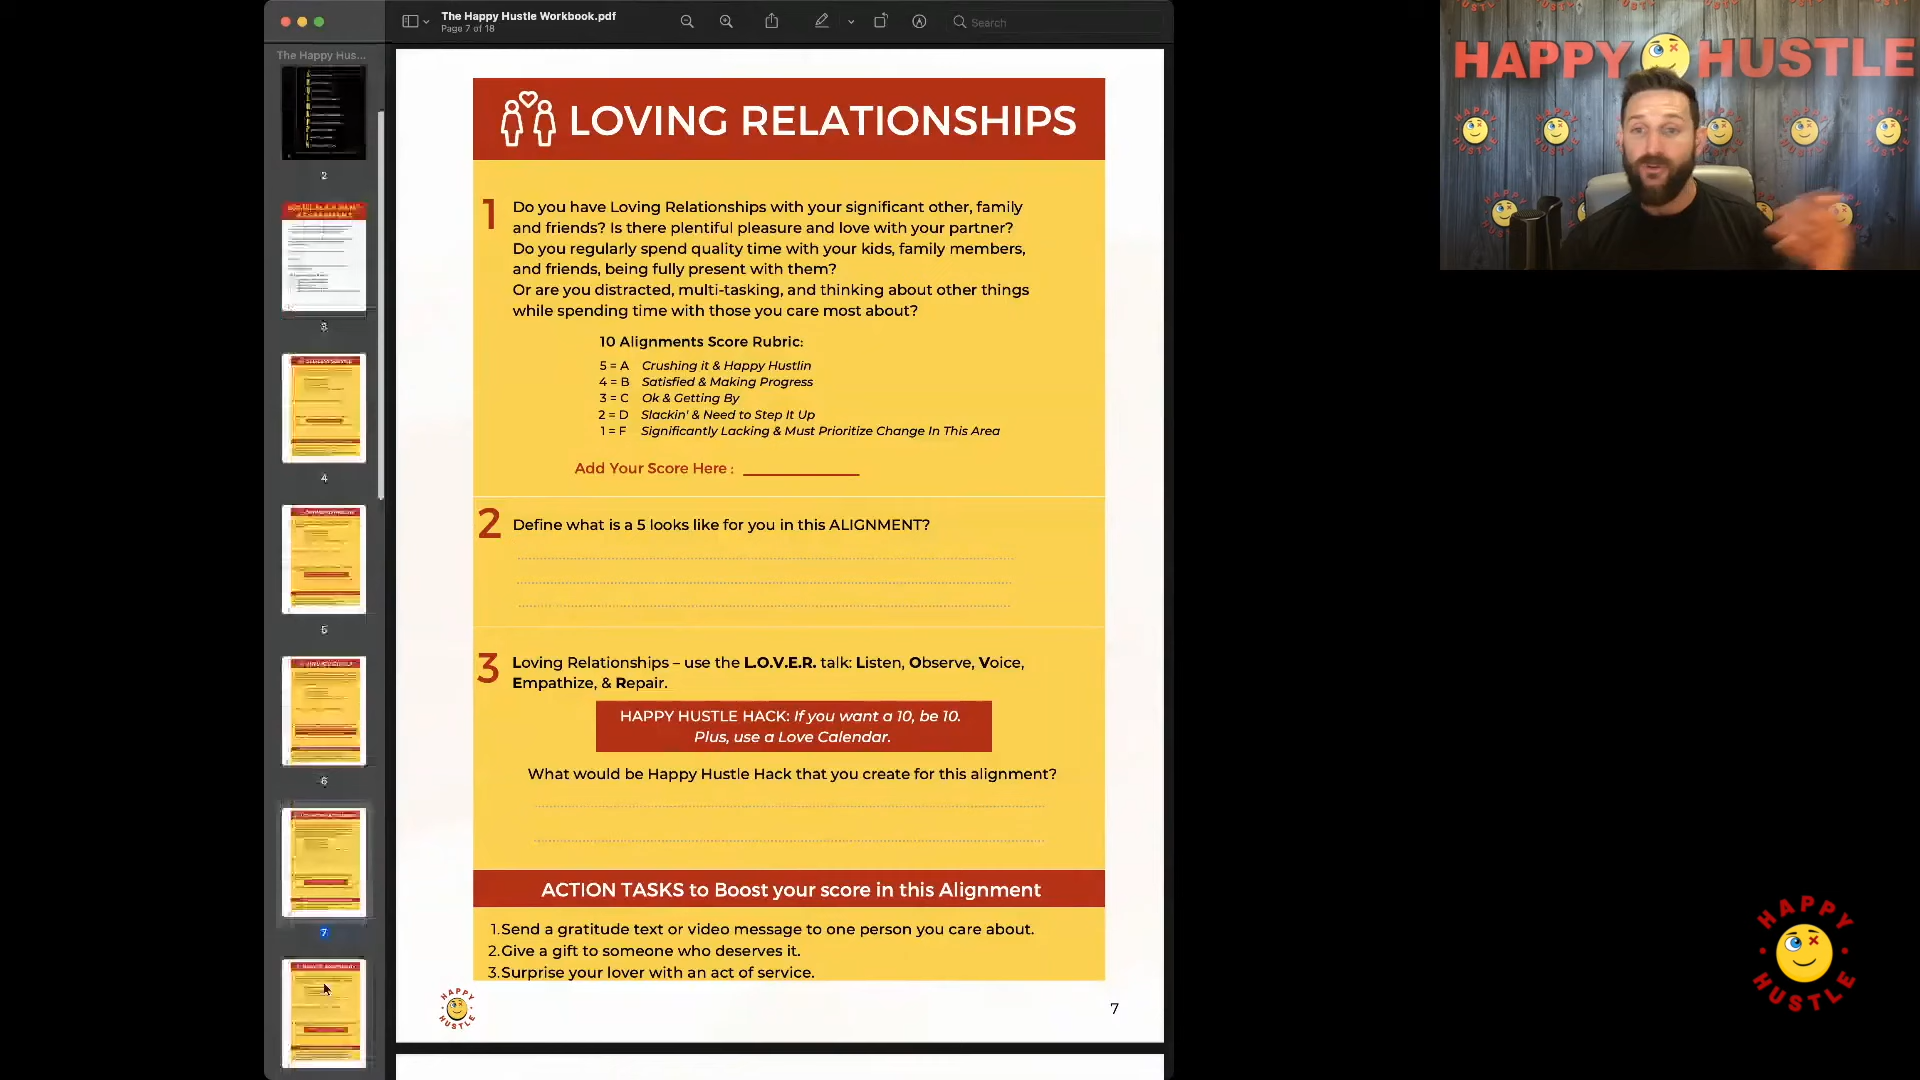 The Happy Hustle Workbook.pdf
Page 7 of 18
Search
The Happy Hus...
2
3
4
5
6
7
LOVING RELATIONSHIPS
1 Do you have Loving Relationships with your significant other, family
and friends? Is there plentiful pleasure and love with your partner?
Do you regularly spend quality time with your kids, family members,
and friends, being fully present with them?
Or are you distracted, multi-tasking, and thinking about other things
while spending time with those you care most about?
10 Alignments Score Rubric:
5 = A Crushing it & Happy Hustlin
4 = B Satisfied & Making Progress
3 = C Ok & Getting By
2 = D Slackin' & Need to Step It Up
1 = F Significantly Lacking & Must Prioritize Change In This Area
Add Your Score Here :
2 Define what is a 5 looks like for you in this ALIGNMENT?
3 Loving Relationships – use the L.O.V.E.R. talk: Listen, Observe, Voice,
Empathize, & Repair.
HAPPY HUSTLE HACK: If you want a 10, be 10.
Plus, use a Love Calendar.
What would be Happy Hustle Hack that you create for this alignment?
ACTION TASKS to Boost your score in this Alignment
1.Send a gratitude text or video message to one person you care about.
2.Give a gift to someone who deserves it.
3.Surprise your lover with an act of service.
HAPPY
HUSTLE
7
HAPPY HUSTLE
HAPPY
HUSTLE